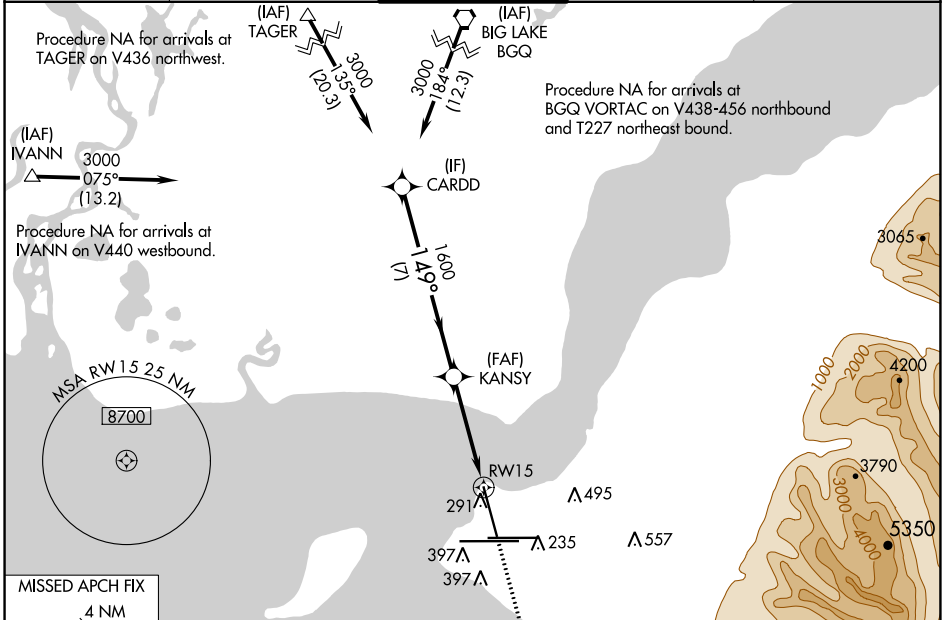 (IAF)
TAGER
(IAF)
BIG LAKE
BGQ
Procedure NA for arrivals at
TAGER on V436 northwest.
3000
135°
(20.3)
3000
184°
(12.3)
Procedure NA for arrivals at
BGQ VORTAC on V438-456 northbound
and T227 northeast bound.
(IAF)
IVANN
3000
075°
(13.2)
(IF)
CARDD
Procedure NA for arrivals at
IVANN on V440 westbound.
3065
1600
149°
(7)
(FAF)
KANSY
MSA RW15 25 NM
8700
1000
2000
4200
RW15
291
495
3790
3000
4000
5350
235
557
397
397
MISSED APCH FIX
4 NM